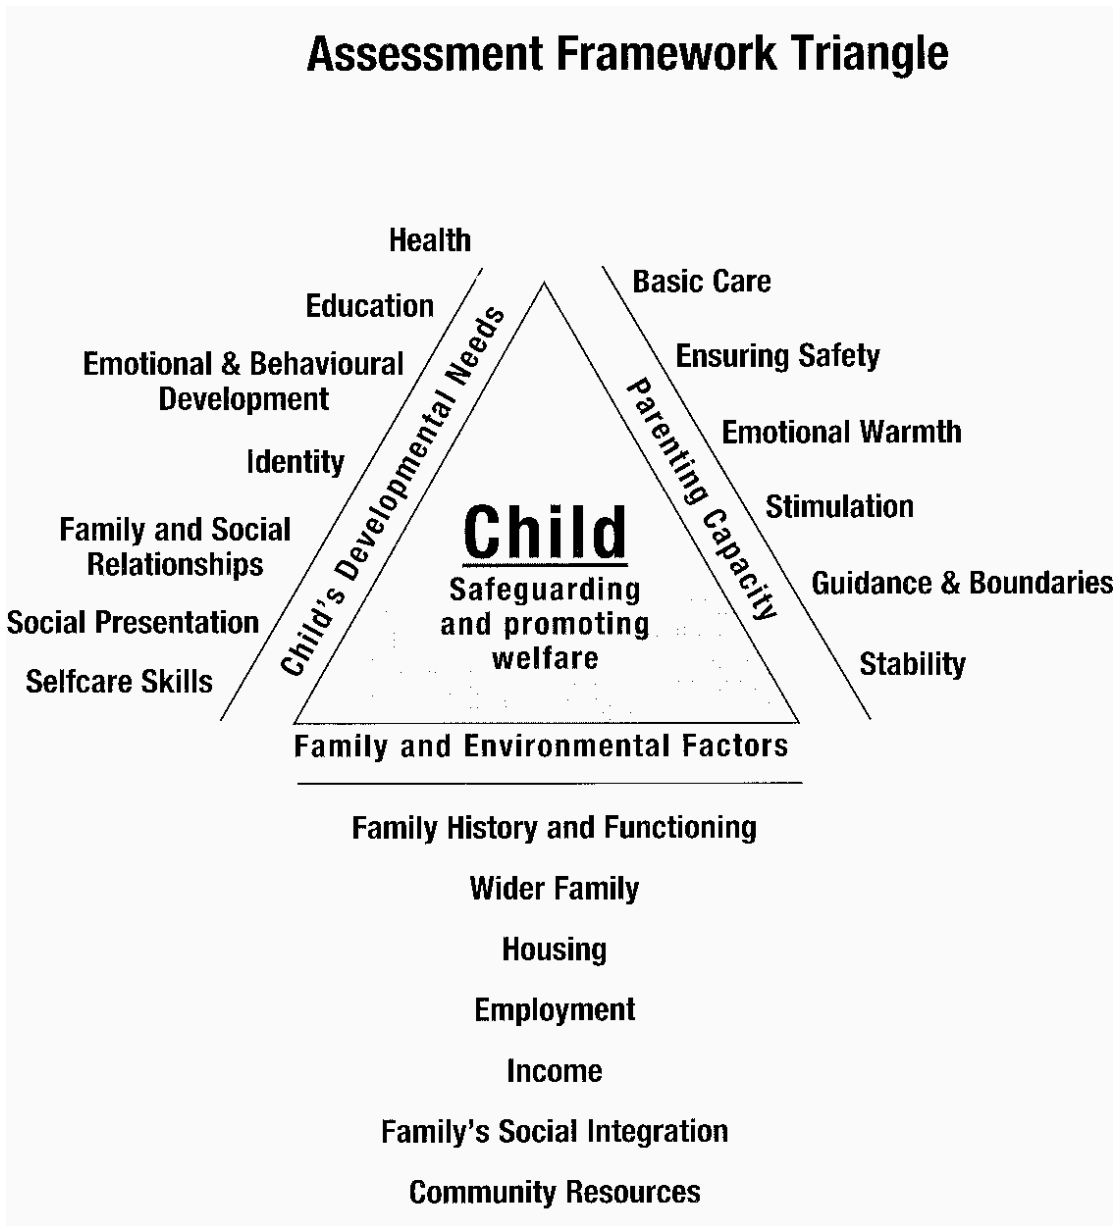 Assessment Framework Triangle
Health
Education
Emotional & Behavioural
Development
Identity
Family and Social
Relationships
Social Presentation
Selfcare Skills
Child's Developmental Needs
Basic Care
Ensuring Safety
Emotional Warmth
Stimulation
Guidance & Boundaries
Stability
Parenting Capacity
Child
Safeguarding
and promoting
welfare
Family and Environmental Factors
Family History and Functioning
Wider Family
Housing
Employment
Income
Family's Social Integration
Community Resources